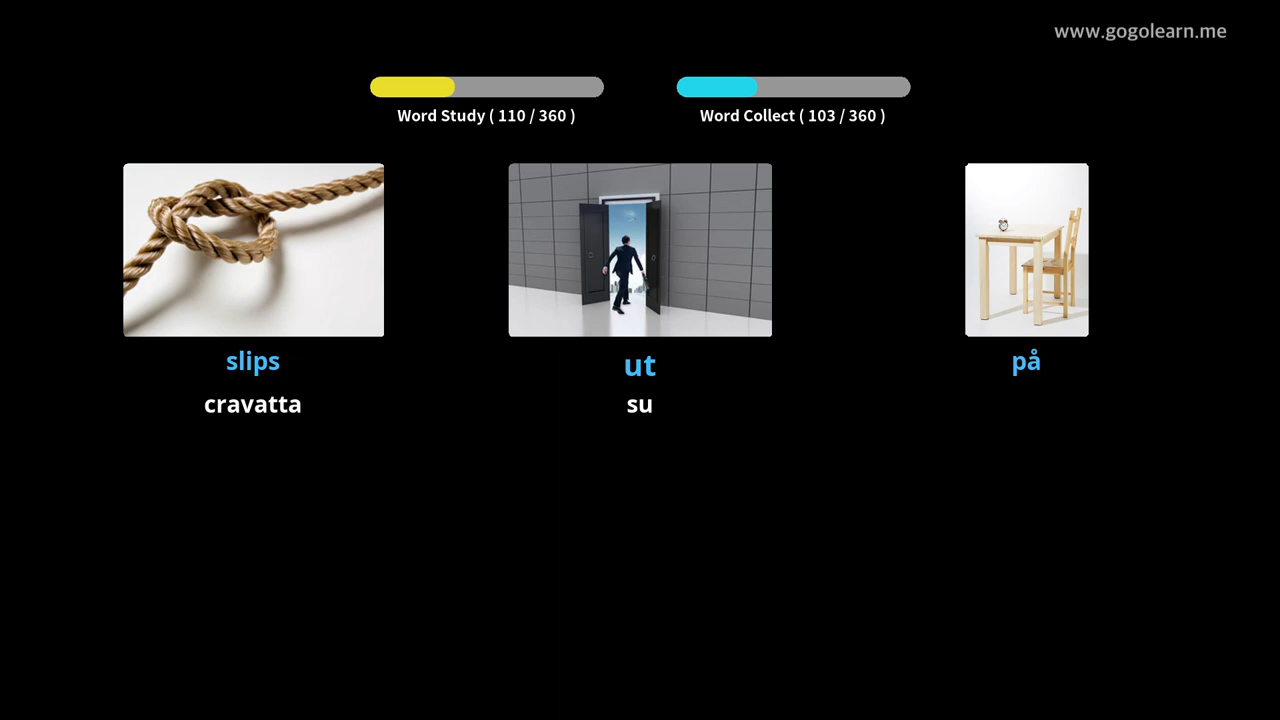 www.gogolearn.me
Word Study ( 110 / 360 )
Word Collect ( 103 / 360 )
slips
ut
på
cravatta
su